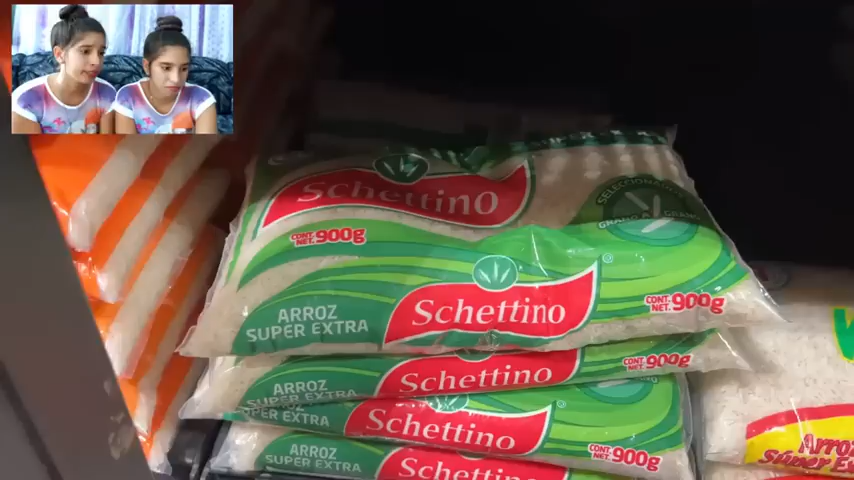 Schettino
SELECCIONADO
GRANO A GRANO
CONT.
NET. 900g
ARROZ
SUPER EXTRA
Schettino
CONT.
NET. 900g
ARROZ
SUPER EXTRA
Schettino
CONT.
NET. 900g
SUPER EXTRA
Schettino
CONT.
NET. 900g
ARROZ
SUPER EXTRA
Schettino
Arroz